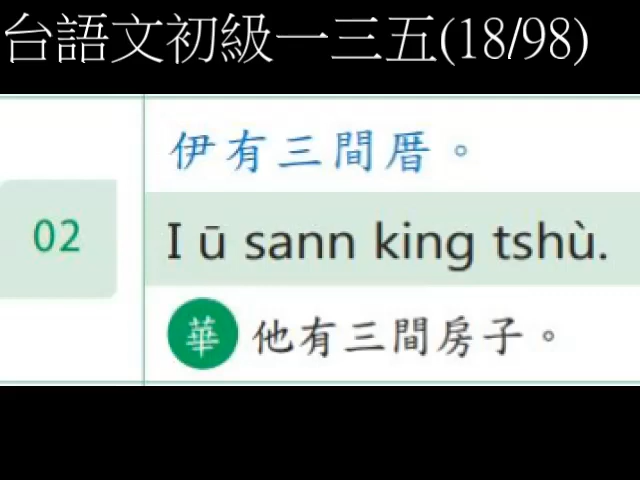 台語文初級一三五(18/98)
伊有三間厝。
02
I ū sann king tshù.
華 他有三間房子。